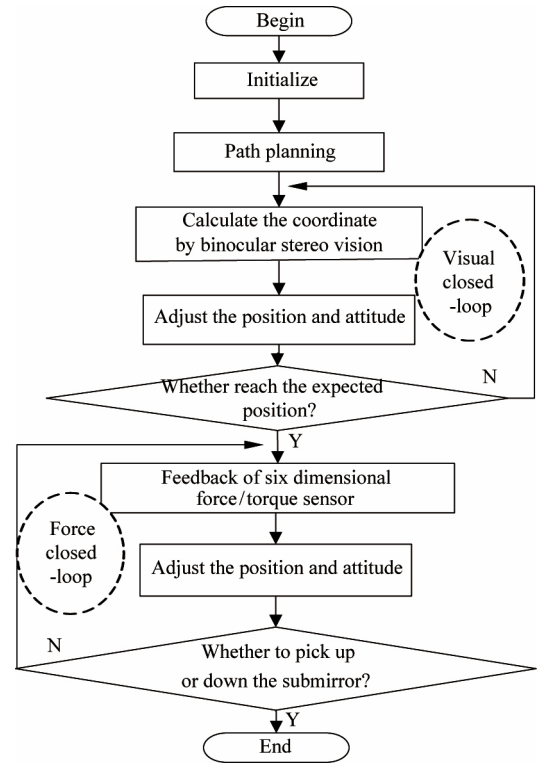 Begin
Initialize
Path planning
Calculate the coordinate
by binocular stereo vision
Visual
closed
-loop
Adjust the position and attitude
N
Whether reach the expected
position?
Y
Feedback of six dimensional
force/torque sensor
Force
closed
-loop
Adjust the position and attitude
N
Whether to pick up
or down the submirror?
Y
End